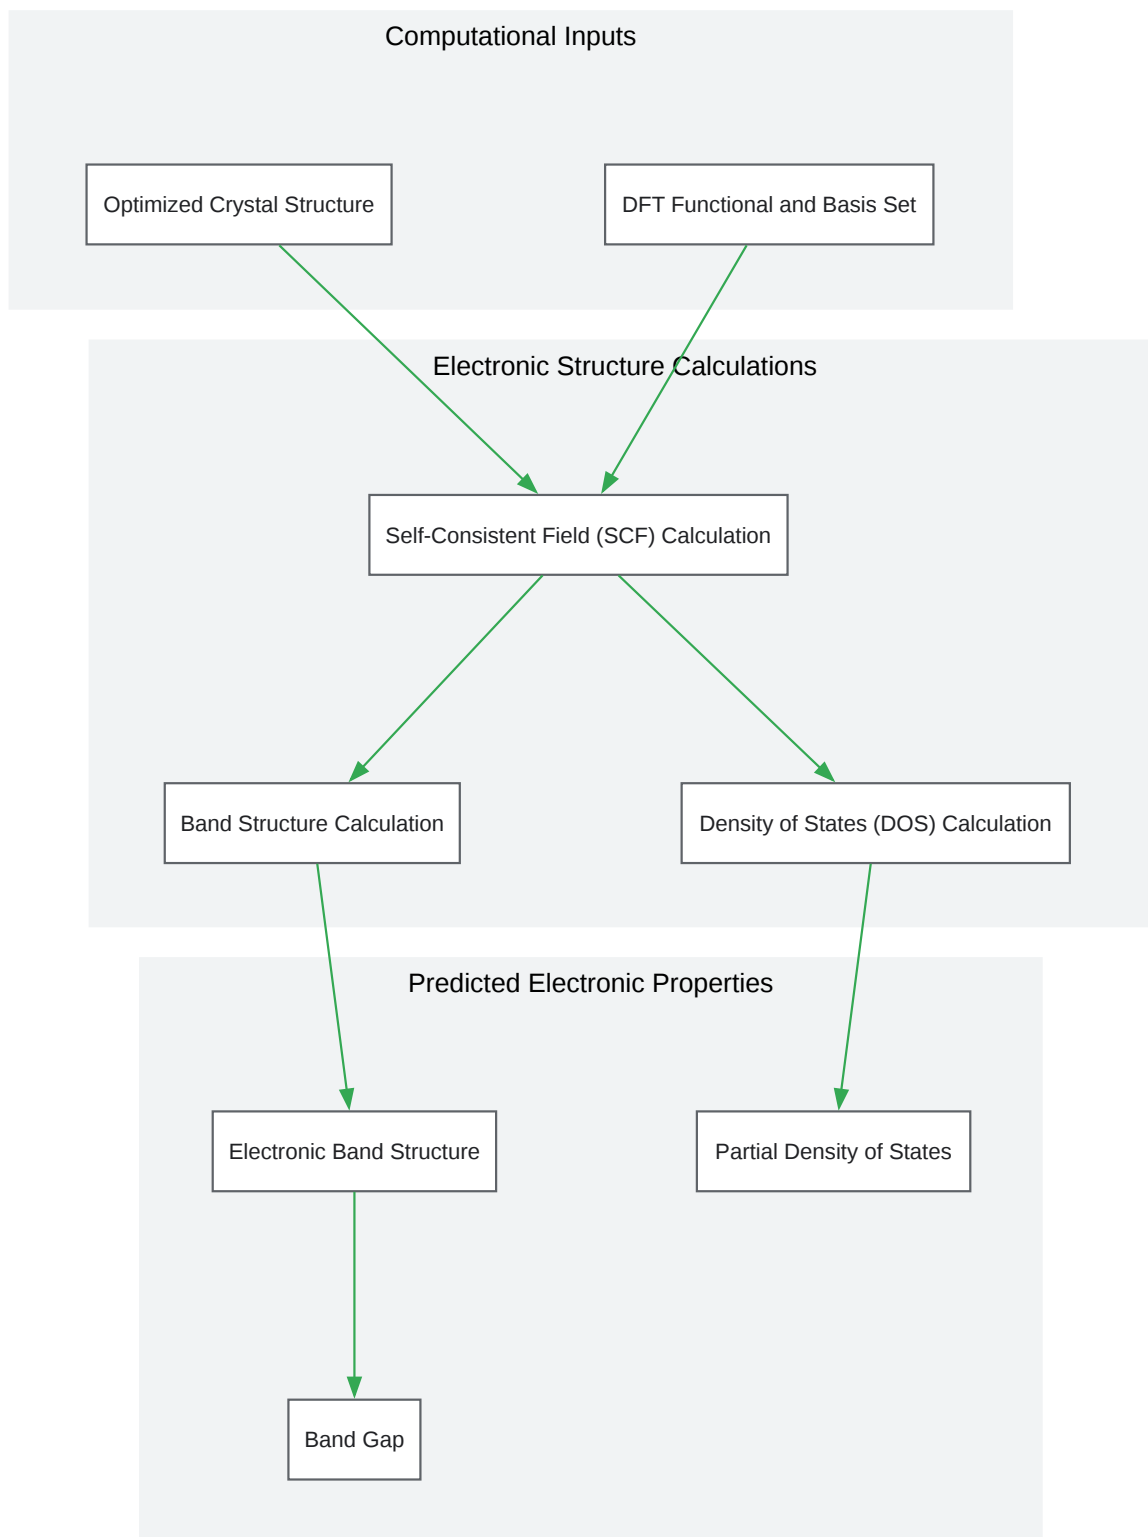 Computational Inputs
Optimized Crystal Structure
DFT Functional and Basis Set
Electronic Structure Calculations
Self-Consistent Field (SCF) Calculation
Band Structure Calculation
Density of States (DOS) Calculation
Predicted Electronic Properties
Electronic Band Structure
Partial Density of States
Band Gap